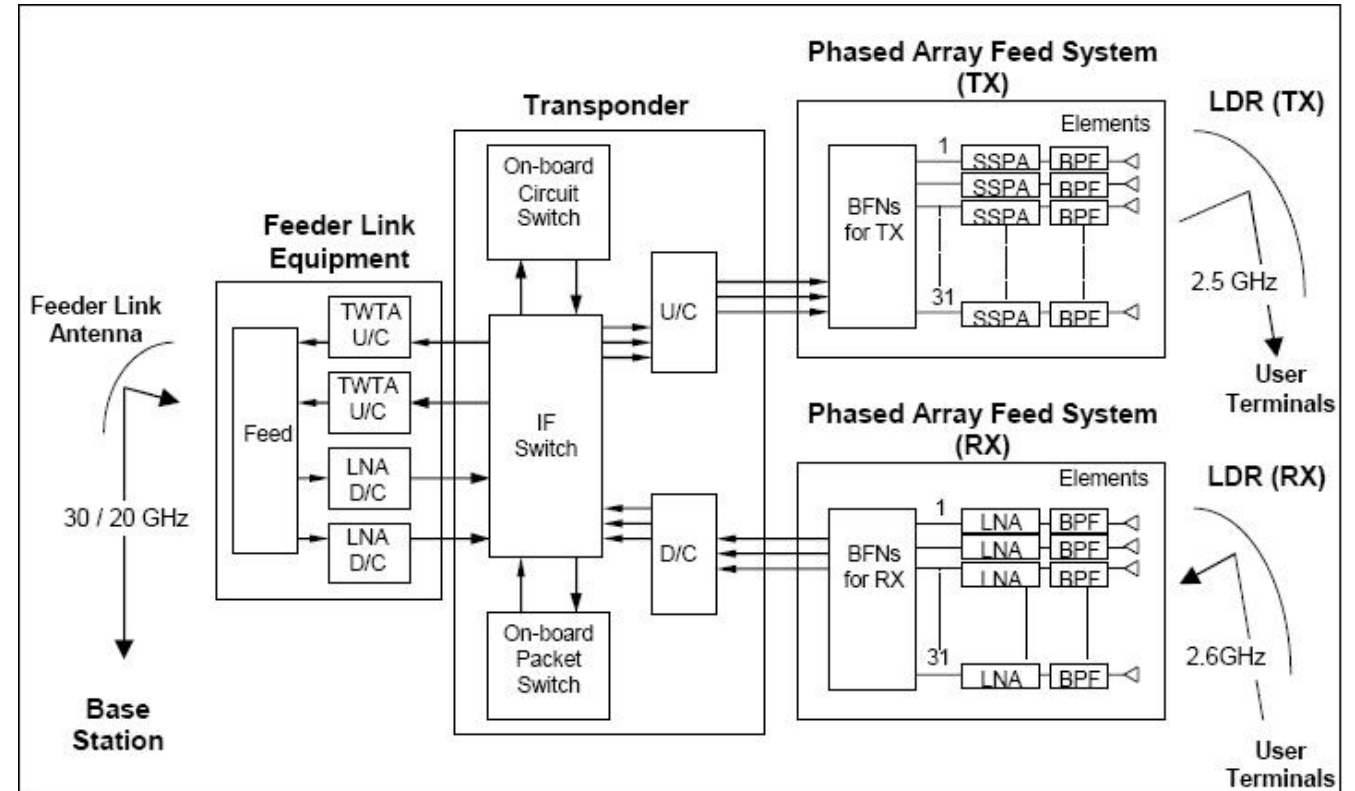 Phased Array Feed System
(TX)
LDR (TX)
Transponder
Elements
On-board
Circuit
Switch
1
SSPA
BPF
SSPA
BPF
SSPA
BPF
BFNs
for TX
31
SSPA
BPF
2.5 GHz
User
Terminals
Feeder Link
Equipment
U/C
Feeder Link
Antenna
TWTA
U/C
TWTA
U/C
Feed
LNA
D/C
LNA
D/C
IF
Switch
30 / 20 GHz
Base
Station
Phased Array Feed System
(RX)
LDR (RX)
Elements
1
LNA
BPF
LNA
BPF
LNA
BPF
D/C
BFNs
for RX
31
LNA
BPF
2.6GHz
On-board
Packet
Switch
User
Terminals